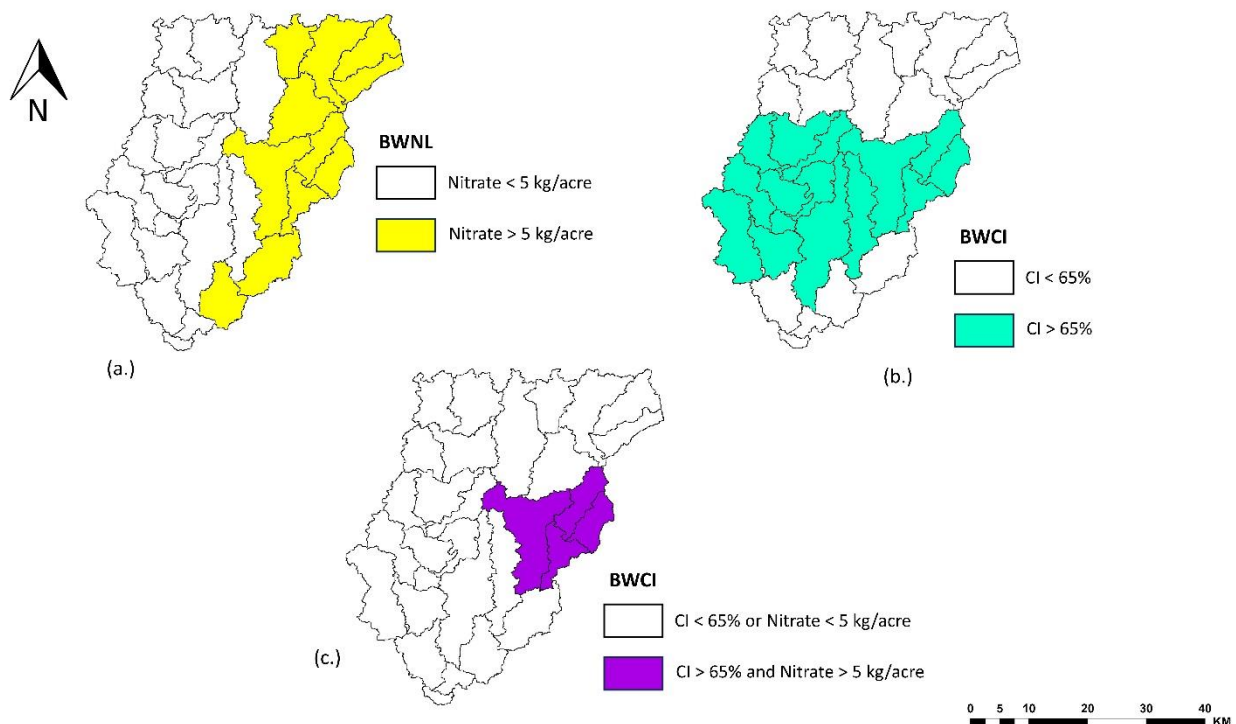 N
BWNL
Nitrate < 5 kg/acre
Nitrate > 5 kg/acre
(a.)
BWCI
CI < 65%
CI > 65%
(b.)
BWCI
CI < 65% or Nitrate < 5 kg/acre
CI > 65% and Nitrate > 5 kg/acre
(c.)
0 5 10 20 30 40
KM